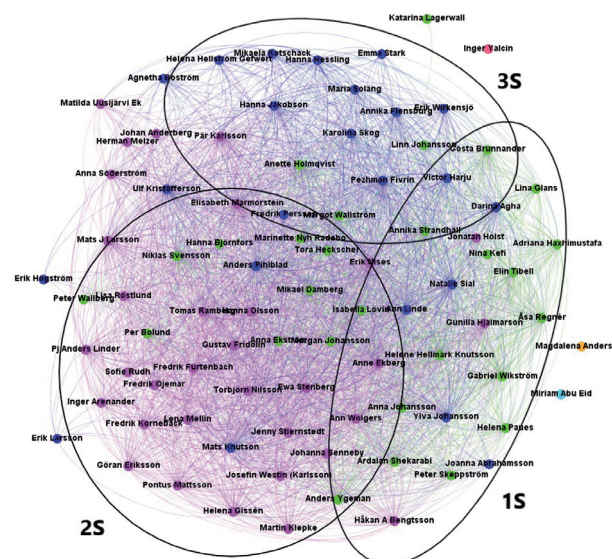 Katarina Lagerwall
Inger Yalcin
3S
Mikaela Kotschack
Emma Stark
Helena Hellström Gefwert
Hanna Hessling
Agnetha Boström
Maria Solang
Matilda Uusijärvi Ek
Hanna Jakobson
Annika Flensburg
Erik Wirkensjö
Johan Anderberg
Pär Karlsson
Karolina Skog
Herman Melzer
Linn Johansson
Gösta Brunnander
Anette Holmqvist
Anna Söderström
Pezhman Fivrin
Victor Harju
Ulf Kristofferson
Lina Glans
Elisabeth Marmorstein
Darina Agha
Fredrik Persson
Margot Wallström
Mats J Larsson
Hanna Björnfors
Marinette Nyh Radebo
Annika Strandhäll
Jonatan Holst
Adriana Haxhimustafa
Niklas Svensson
Tora Heckscher
Nina Kefi
Anders Pihlblad
Erik Nises
Elin Tibell
Erik Högström
Natalie Sial
Peter Wallberg
Lisa Röstlund
Mikael Damberg
Tomas Ramberg
Hanna Olsson
Isabella Lövin
Ann Linde
Åsa Regnér
Gunilla Hjalmarson
Per Bolund
Anna Ekström
Morgan Johansson
Pj Anders Linder
Gustav Fridolin
Helene Hellmark Knutsson
Magdalena Anders
Sofie Rudh
Fredrik Furtenbach
Anne Ekberg
Gabriel Wikström
Fredrik Öjemar
Torbjörn Nilsson
Ewa Stenberg
Miriam Abu Eid
Inger Arenander
Anna Johansson
Lena Mellin
Ann Wolgers
Ylva Johansson
Fredrik Kornebäck
Helena Paues
Erik Larsson
Jenny Stiernstedt
Mats Knutson
Johanna Senneby
Göran Eriksson
Ardalan Shekarabi
Joanna Abrahamsson
Josefin Westin (Karlsson)
Peter Skeppström
Pontus Mattsson
Anders Ygeman
1S
Helena Gissén
2S
Martin Klepke
Håkan A Bengtsson